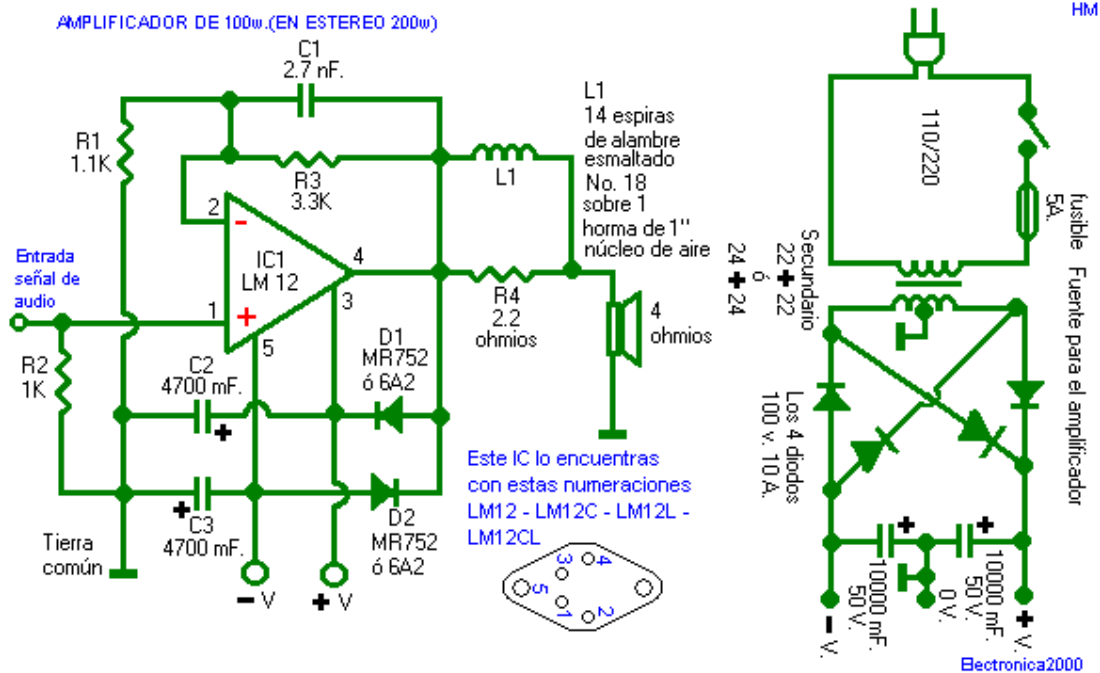 AMPLIFICADOR DE 100w.(EN ESTEREO 200w)
HM
C1
2.7 nF.
R1
1.1K
R3
3.3K
2
-
IC1
LM 12
4
3
1
+
5
Entrada
señal de
audio
R2
1K
C2
4700 mF.
+
D1
MR752
ó 6A2
+
C3
4700 mF.
D2
MR752
ó 6A2
Tierra
común
- V
+ V
L1
R4
2.2
ohmios
L1
14 espiras
de alambre
esmaltado
No. 18
sobre 1
horma de 1"
núcleo de aire
4
ohmios
Este IC lo encuentras
con estas numeraciones
LM12 - LM12C - LM12L -
LM12CL
3
4
5
1
2
110/220
fusible
5A.
Fuente para el amplificador
Secundario
22 + 22
ó
24 + 24
Los 4 diodos
100 v. 10 A.
+
+
10000 mF.
50 V.
10000 mF.
50 V.
- V.
0 V.
+ V.
Electronica2000